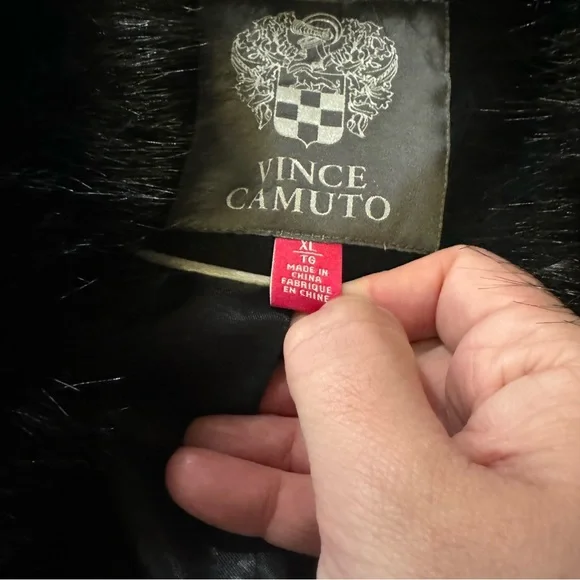 VINCE
CAMUTO
XL
TG
MADE IN
CHINA
FABRIQUE
EN CHINE